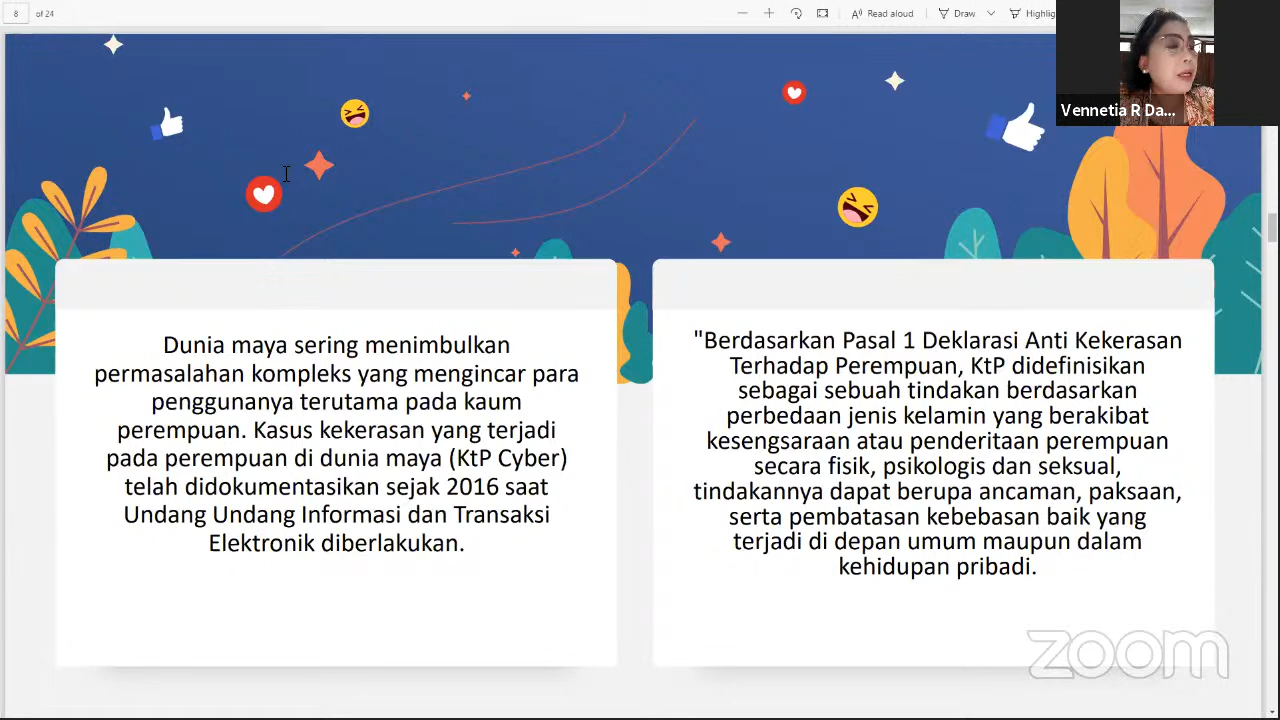 8 of 24
Read aloud
Draw
Highlig
Vennetia R Da...
Dunia maya sering menimbulkan
permasalahan kompleks yang mengincar para
penggunanya terutama pada kaum
perempuan. Kasus kekerasan yang terjadi
pada perempuan di dunia maya (KtP Cyber)
telah didokumentasikan sejak 2016 saat
Undang Undang Informasi dan Transaksi
Elektronik diberlakukan.
"Berdasarkan Pasal 1 Deklarasi Anti Kekerasan
Terhadap Perempuan, KtP didefinisikan
sebagai sebuah tindakan berdasarkan
perbedaan jenis kelamin yang berakibat
kesengsaraan atau penderitaan perempuan
secara fisik, psikologis dan seksual,
tindakannya dapat berupa ancaman, paksaan,
serta pembatasan kebebasan baik yang
terjadi di depan umum maupun dalam
kehidupan pribadi.
zoom